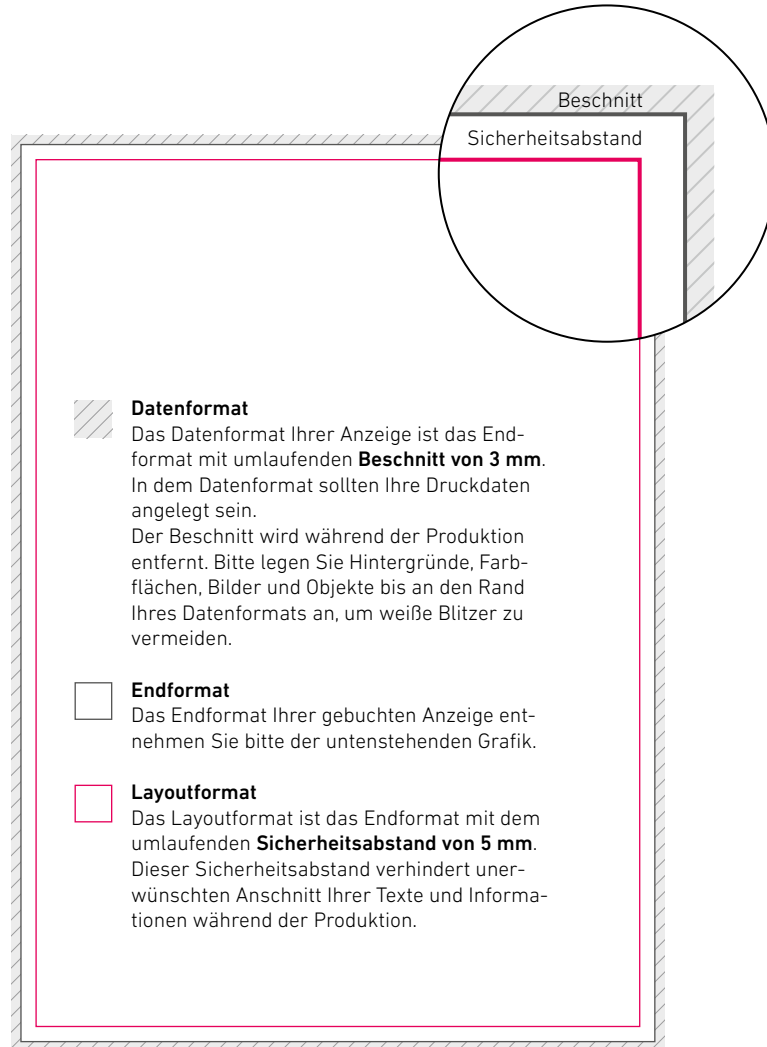 Beschnitt
Sicherheitsabstand
Datenformat
Das Datenformat Ihrer Anzeige ist das End-
format mit umlaufenden Beschnitt von 3 mm.
In dem Datenformat sollten Ihre Druckdaten
angelegt sein.
Der Beschnitt wird während der Produktion
entfernt. Bitte legen Sie Hintergründe, Farb-
flächen, Bilder und Objekte bis an den Rand
Ihres Datenformats an, um weiße Blitzer zu
vermeiden.
Endformat
Das Endformat Ihrer gebuchten Anzeige ent-
nehmen Sie bitte der untenstehenden Grafik.
Layoutformat
Das Layoutformat ist das Endformat mit dem
umlaufenden Sicherheitsabstand von 5 mm.
Dieser Sicherheitsabstand verhindert uner-
wünschten Anschnitt Ihrer Texte und Informa-
tionen während der Produktion.